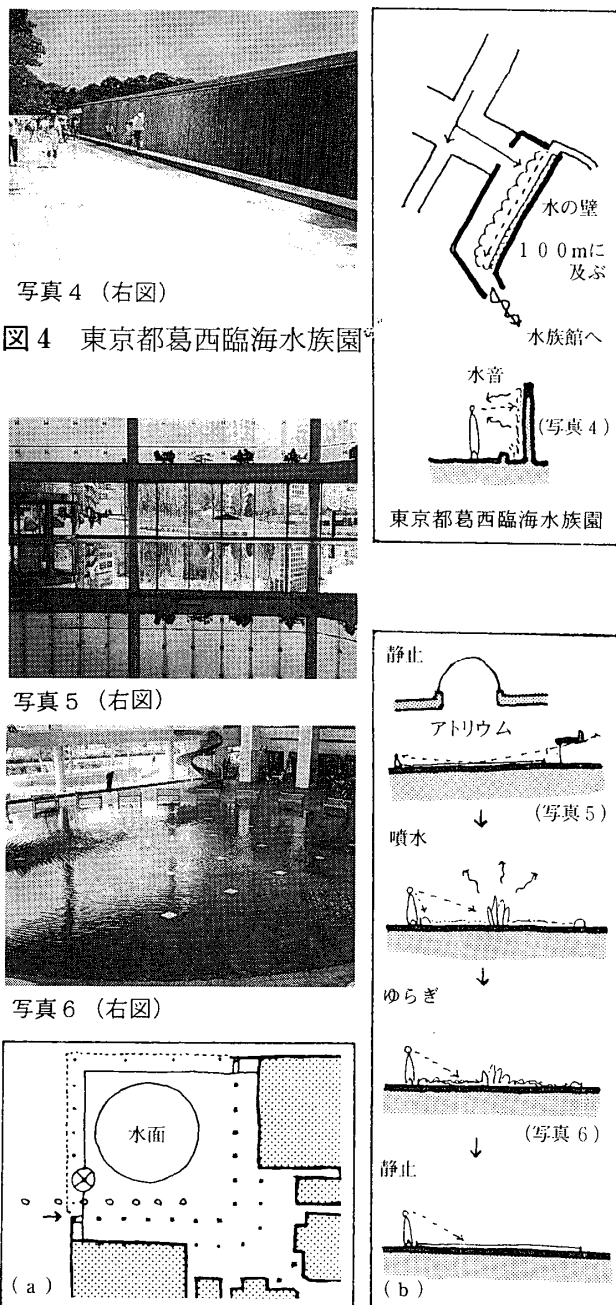 写真4 (右図)
図4 東京都葛西臨海水族園
水の壁
100mに
及ぶ
水族館へ
水音
(写真4)
東京都葛西臨海水族園
写真5 (右図)
写真6 (右図)
水面
(a)
静止
アトリウム
(写真5)
噴水
ゆらぎ
(写真6)
静止
(b)